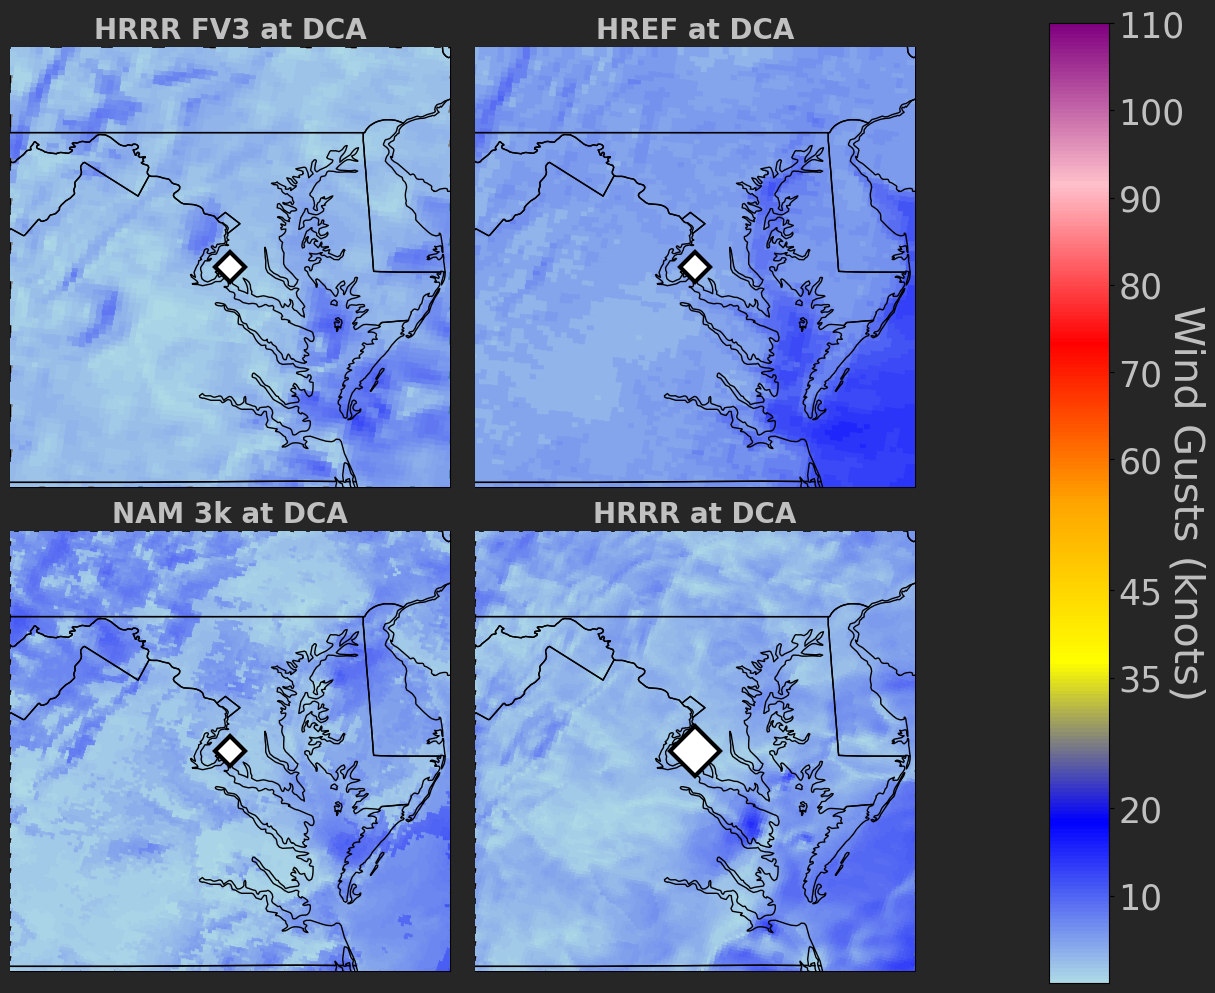 HRRR FV3 at DCA
HREF at DCA
NAM 3k at DCA
HRRR at DCA
110
100
90
80
70
60
45
35
20
10
Wind Gusts (knots)